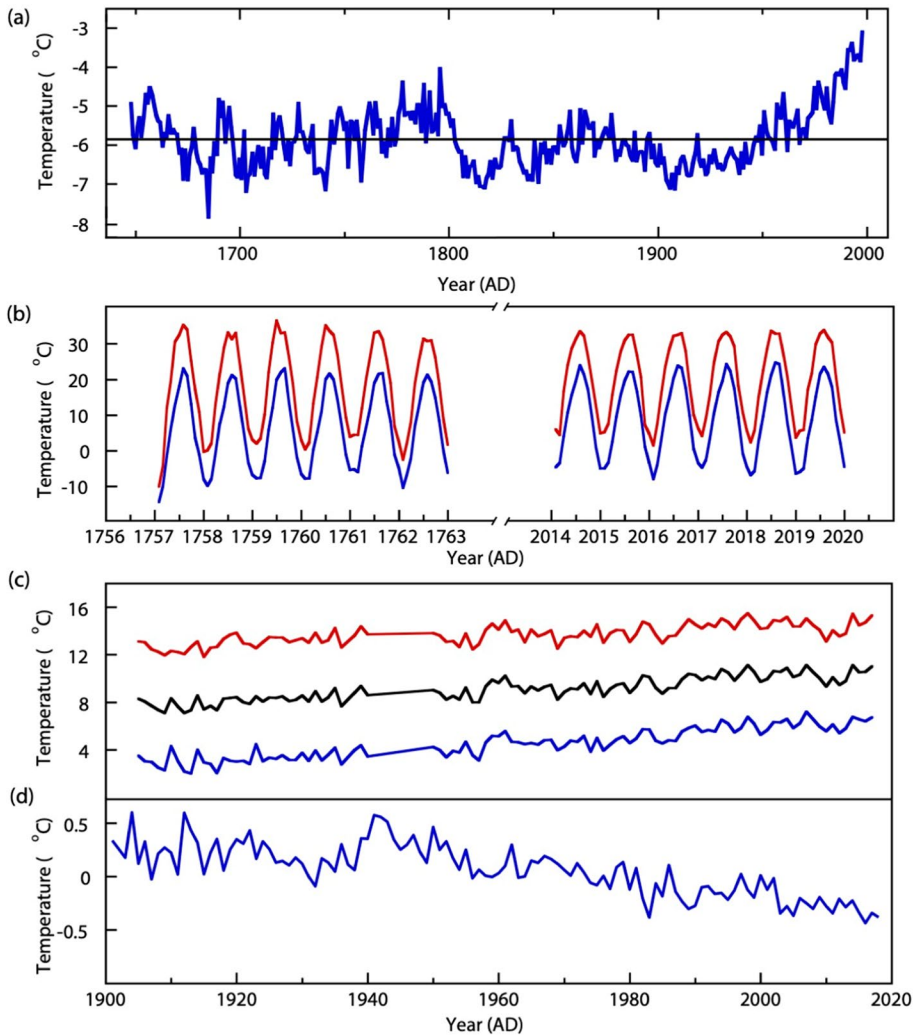 (a)
Temperature ( °C)
-3
-4
-5
-6
-7
-8
1700
1800
1900
2000
Year (AD)
(b)
Temperature ( °C)
30
20
10
0
-10
1756 1757 1758 1759 1760 1761 1762 1763 2014 2015 2016 2017 2018 2019 2020
Year (AD)
(c)
Temperature ( °C)
16
12
8
4
(d)
Temperature ( °C)
0.5
0
-0.5
1900 1920 1940 1960 1980 2000 2020
Year (AD)